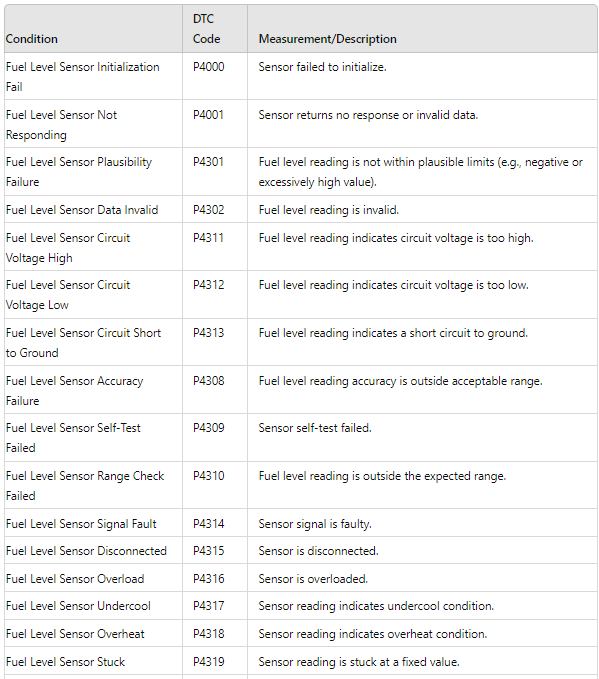 DTC
Condition Code Measurement/Description
Fuel Level Sensor Initialization P4000 Sensor failed to initialize.
Fail
Fuel Level Sensor Not P4001 Sensor returns no response or invalid data.
Responding
Fuel Level Sensor Plausibility P4301 Fuel level reading is not within plausible limits (e.g., negative or
Failure excessively high value).
Fuel Level Sensor Data Invalid P4302 Fuel level reading is invalid.
Fuel Level Sensor Circuit P4311 Fuel level reading indicates circuit voltage is too high.
Voltage High
Fuel Level Sensor Circuit P4312 Fuel level reading indicates circuit voltage is too low.
Voltage Low
Fuel Level Sensor Circuit Short P4313 Fuel level reading indicates a short circuit to ground.
to Ground
Fuel Level Sensor Accuracy P4308 Fuel level reading accuracy is outside acceptable range.
Failure
Fuel Level Sensor Self-Test P4309 Sensor self-test failed.
Failed
Fuel Level Sensor Range Check P4310 Fuel level reading is outside the expected range.
Failed
Fuel Level Sensor Signal Fault P4314 Sensor signal is faulty.
Fuel Level Sensor Disconnected P4315 Sensor is disconnected.
Fuel Level Sensor Overload P4316 Sensor is overloaded.
Fuel Level Sensor Undercool P4317 Sensor reading indicates undercool condition.
Fuel Level Sensor Overheat P4318 Sensor reading indicates overheat condition.
Fuel Level Sensor Stuck P4319 Sensor reading is stuck at a fixed value.